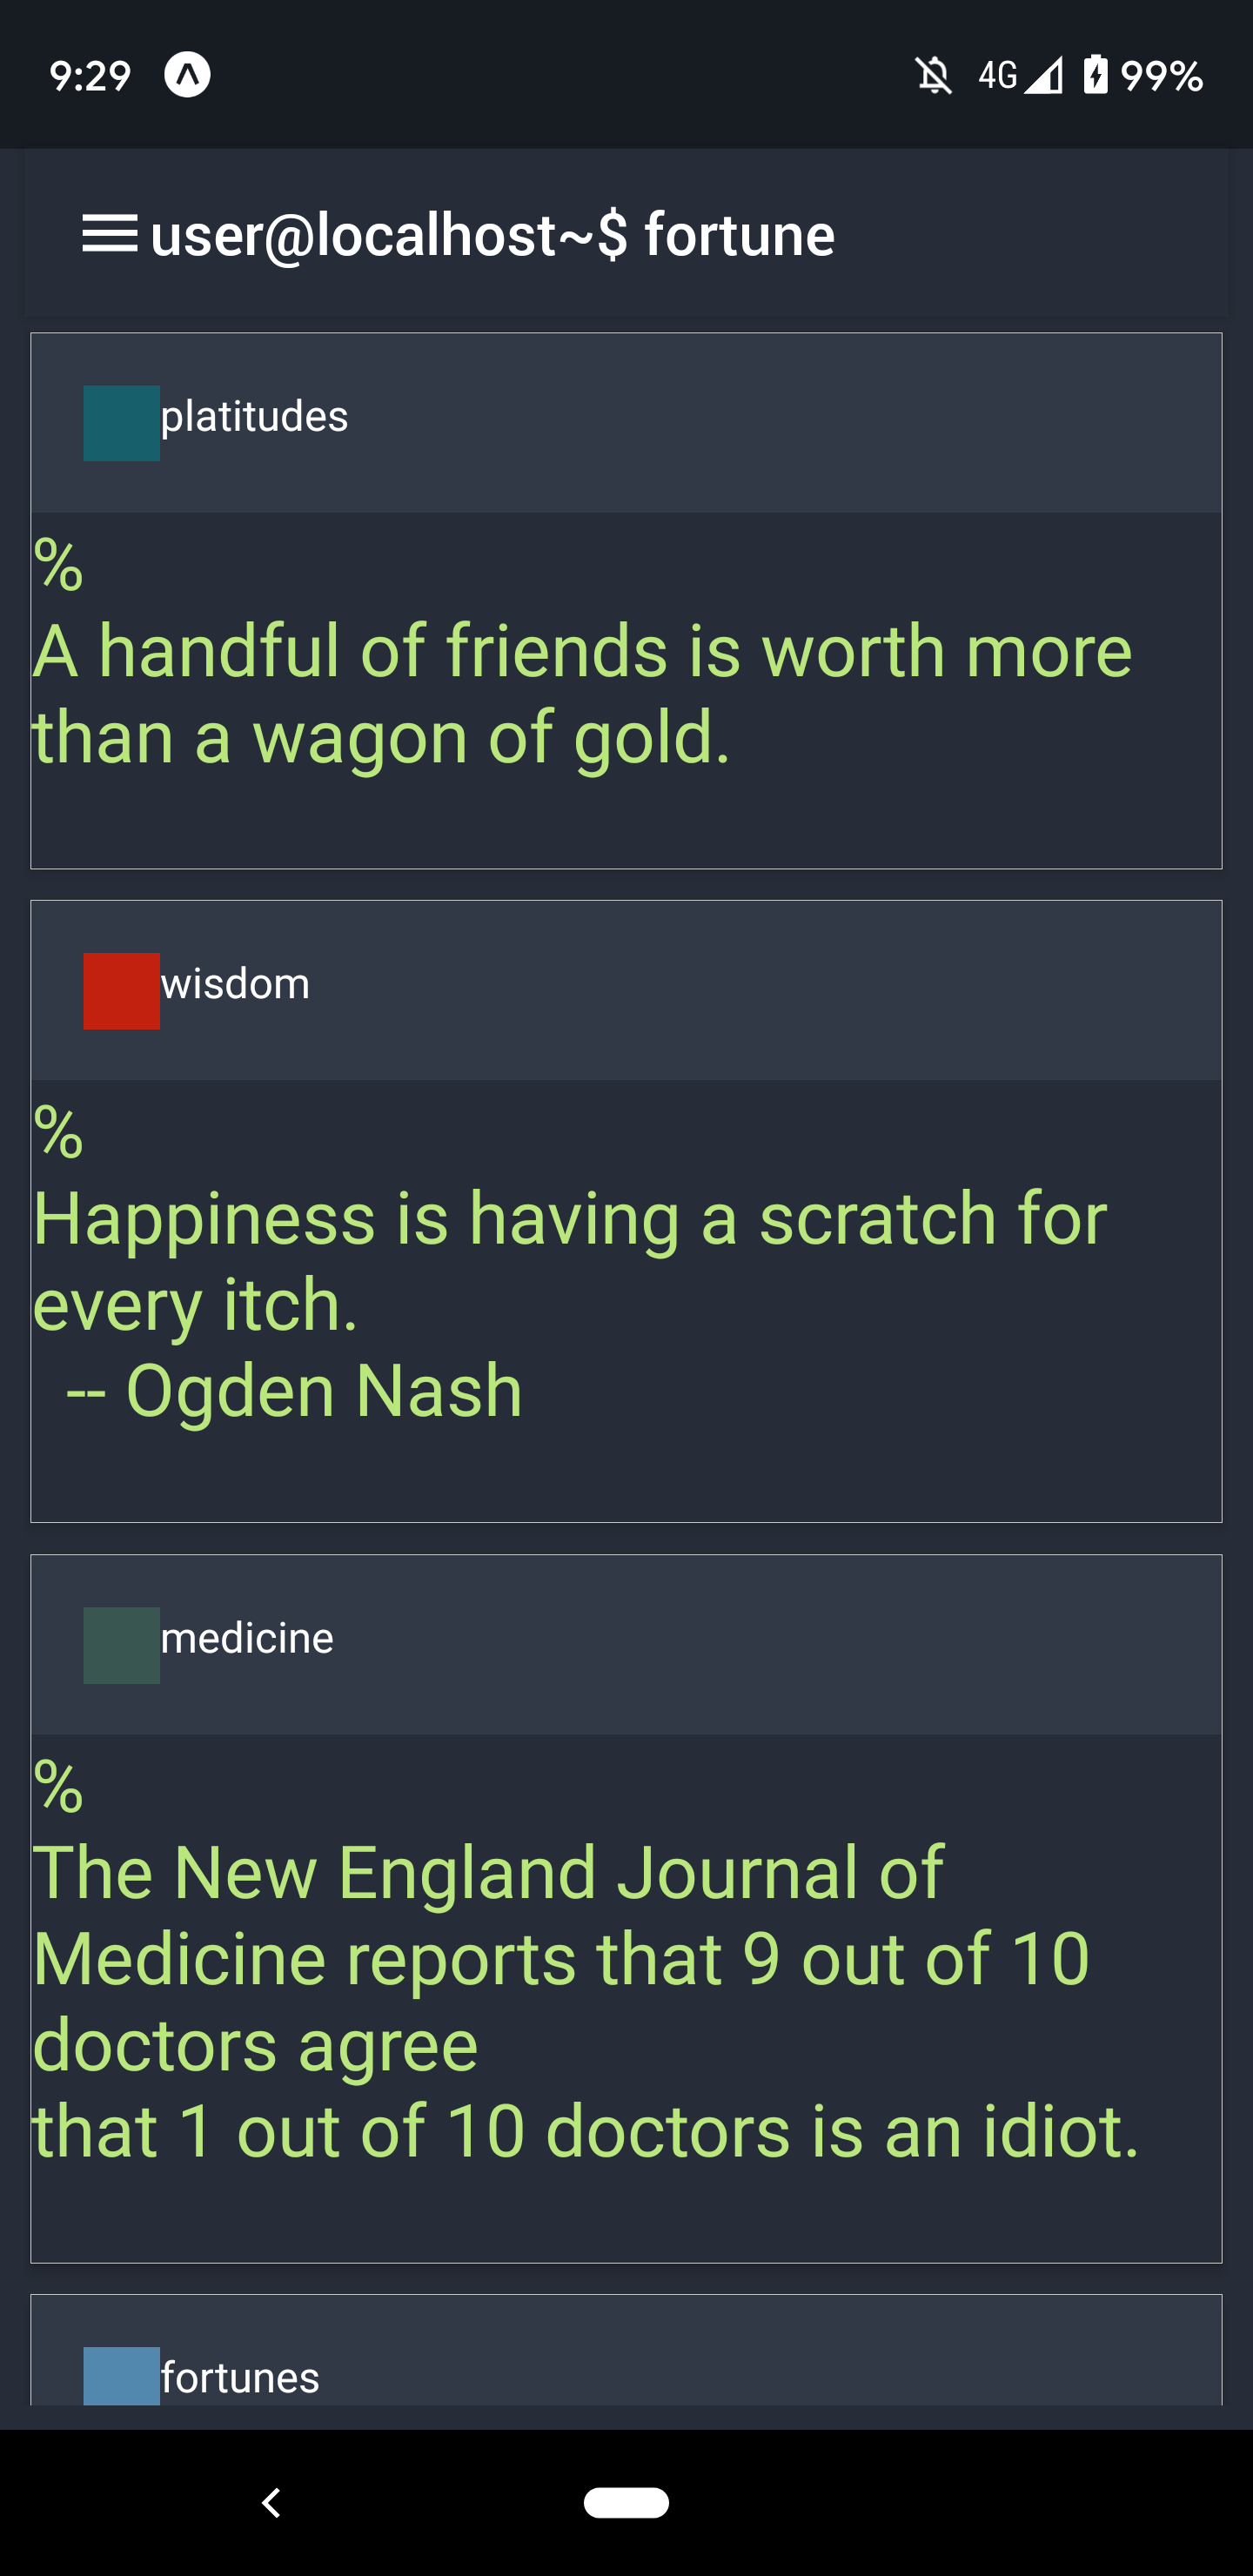 9:29 4G 99%
user@localhost~$ fortune
platitudes
%
A handful of friends is worth more
than a wagon of gold.
wisdom
%
Happiness is having a scratch for
every itch.
-- Ogden Nash
medicine
%
The New England Journal of
Medicine reports that 9 out of 10
doctors agree
that 1 out of 10 doctors is an idiot.
fortunes